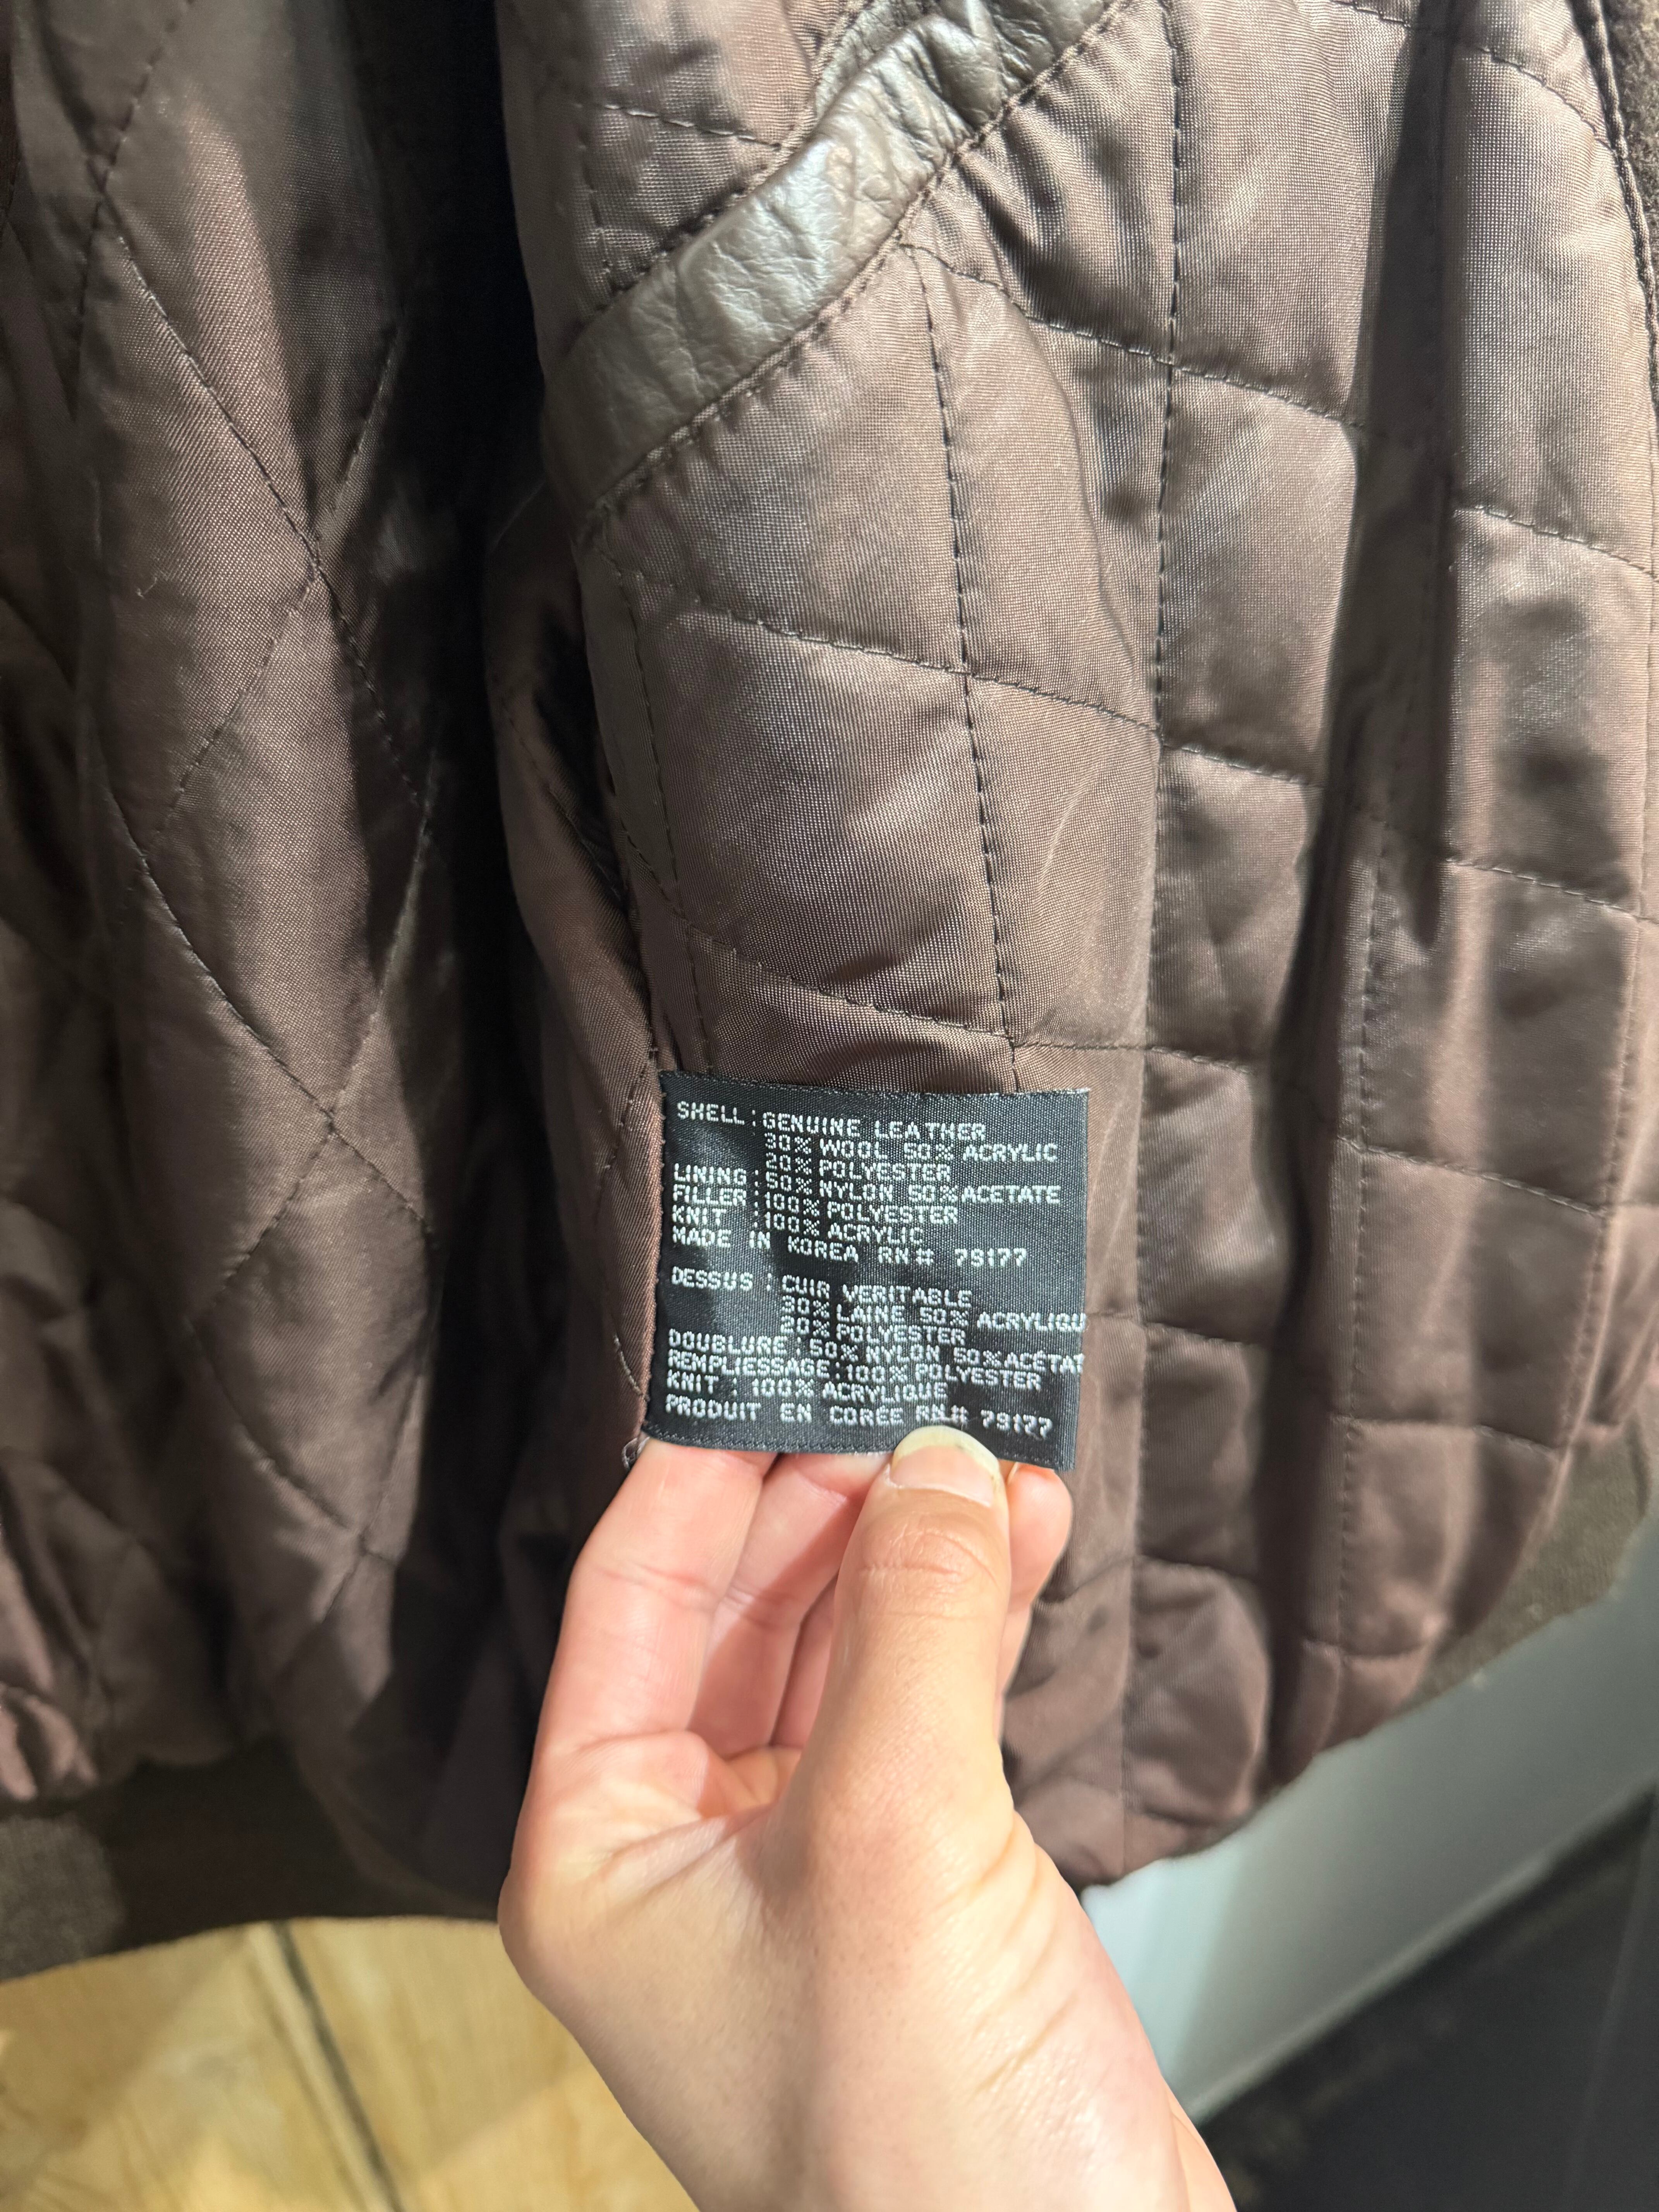 SHELL : GENUINE LEATHER
30% WOOL 50% ACRYLIC
20% POLYESTER
LINING : 50% NYLON 50% ACETATE
FILLER : 100% POLYESTER
KNIT : 100% ACRYLIC
MADE IN KOREA RN# 79177
DESSUS : CUIR VERITABLE
30% LAINE 50% ACRYLIQU
20% POLYESTER
DOUBLURE : 50% NYLON 50% ACÉTAT
REMPLIESSAGE : 100% POLYESTER
KNIT : 100% ACRYLIQUE
PRODUIT EN CORÉE RN# 79177